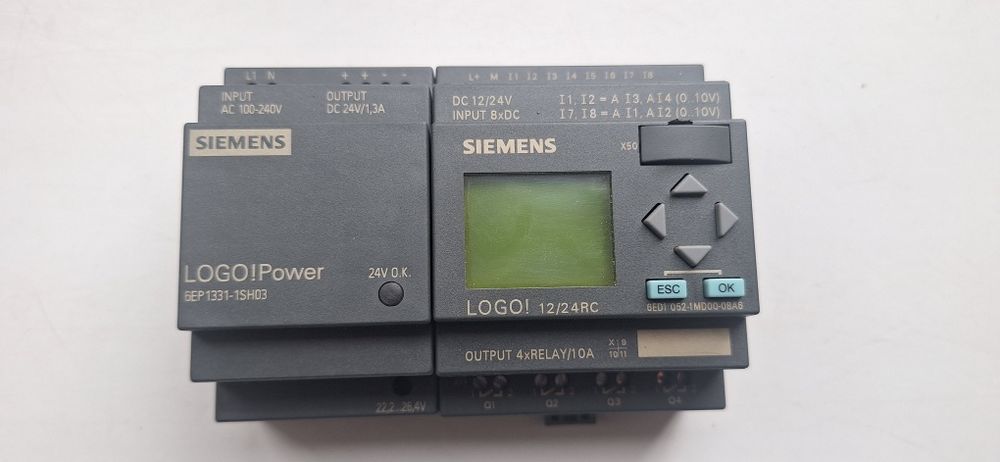 L1 N
+ + - -
INPUT
AC 100-240V
OUTPUT
DC 24V/1,3A
SIEMENS
LOGO!Power
6EP1331-1SH03
24V O.K.
22,2...26,4V
L+ M I1 I2 I3 I4 I5 I6 I7 I8
DC 12/24V
INPUT 8xDC
I1, I2 = A I3, A I4 (0..10V)
I7, I8 = A I1, A I2 (0..10V)
SIEMENS
X50
ESC
OK
LOGO! 12/24RC
6ED1 052-1MD00-0BA6
OUTPUT 4xRELAY/10A
X 9
10 11
Q1 Q2 Q3 Q4